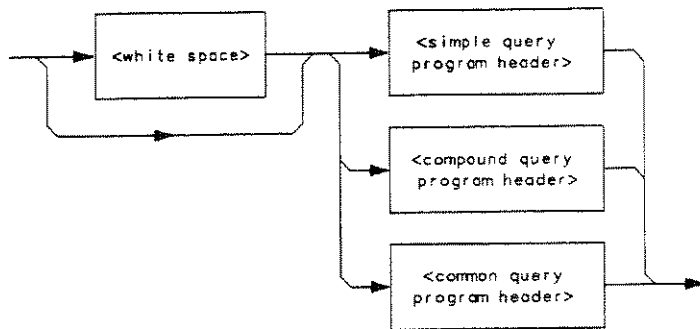 <white space>
<simple query
program header>
<compound query
program header>
<common query
program header>